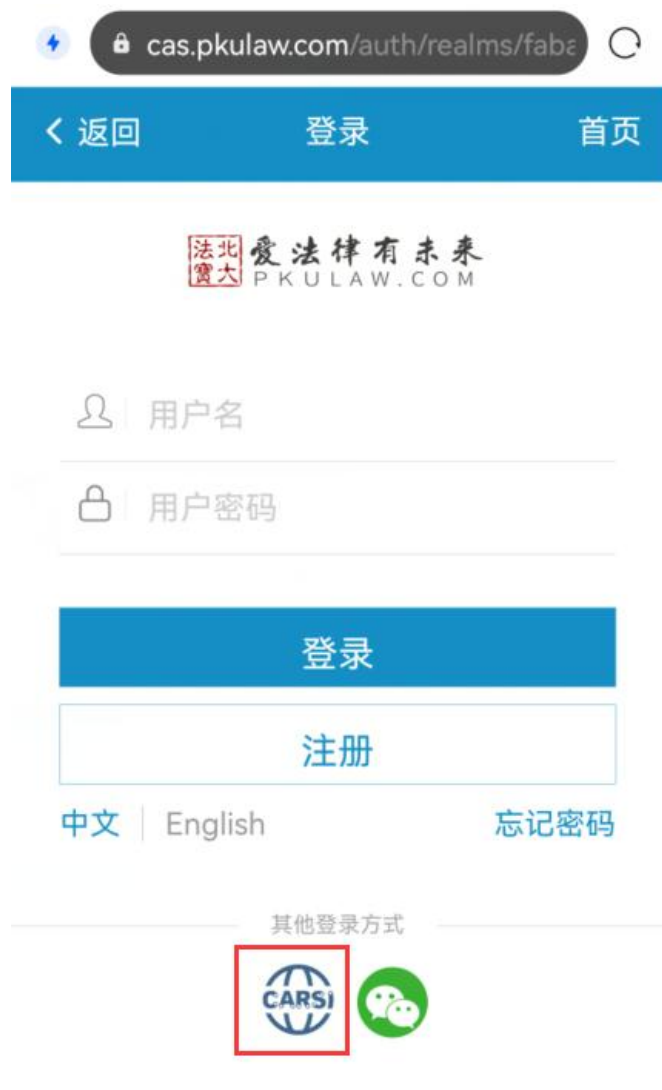 cas.pkulaw.com/auth/realms/faba
返回 登录 首页
法北 爱法律有未来
寶大 PKULAW.COM
用户名
用户密码
登录
注册
中文 English 忘记密码
其他登录方式
CARSI